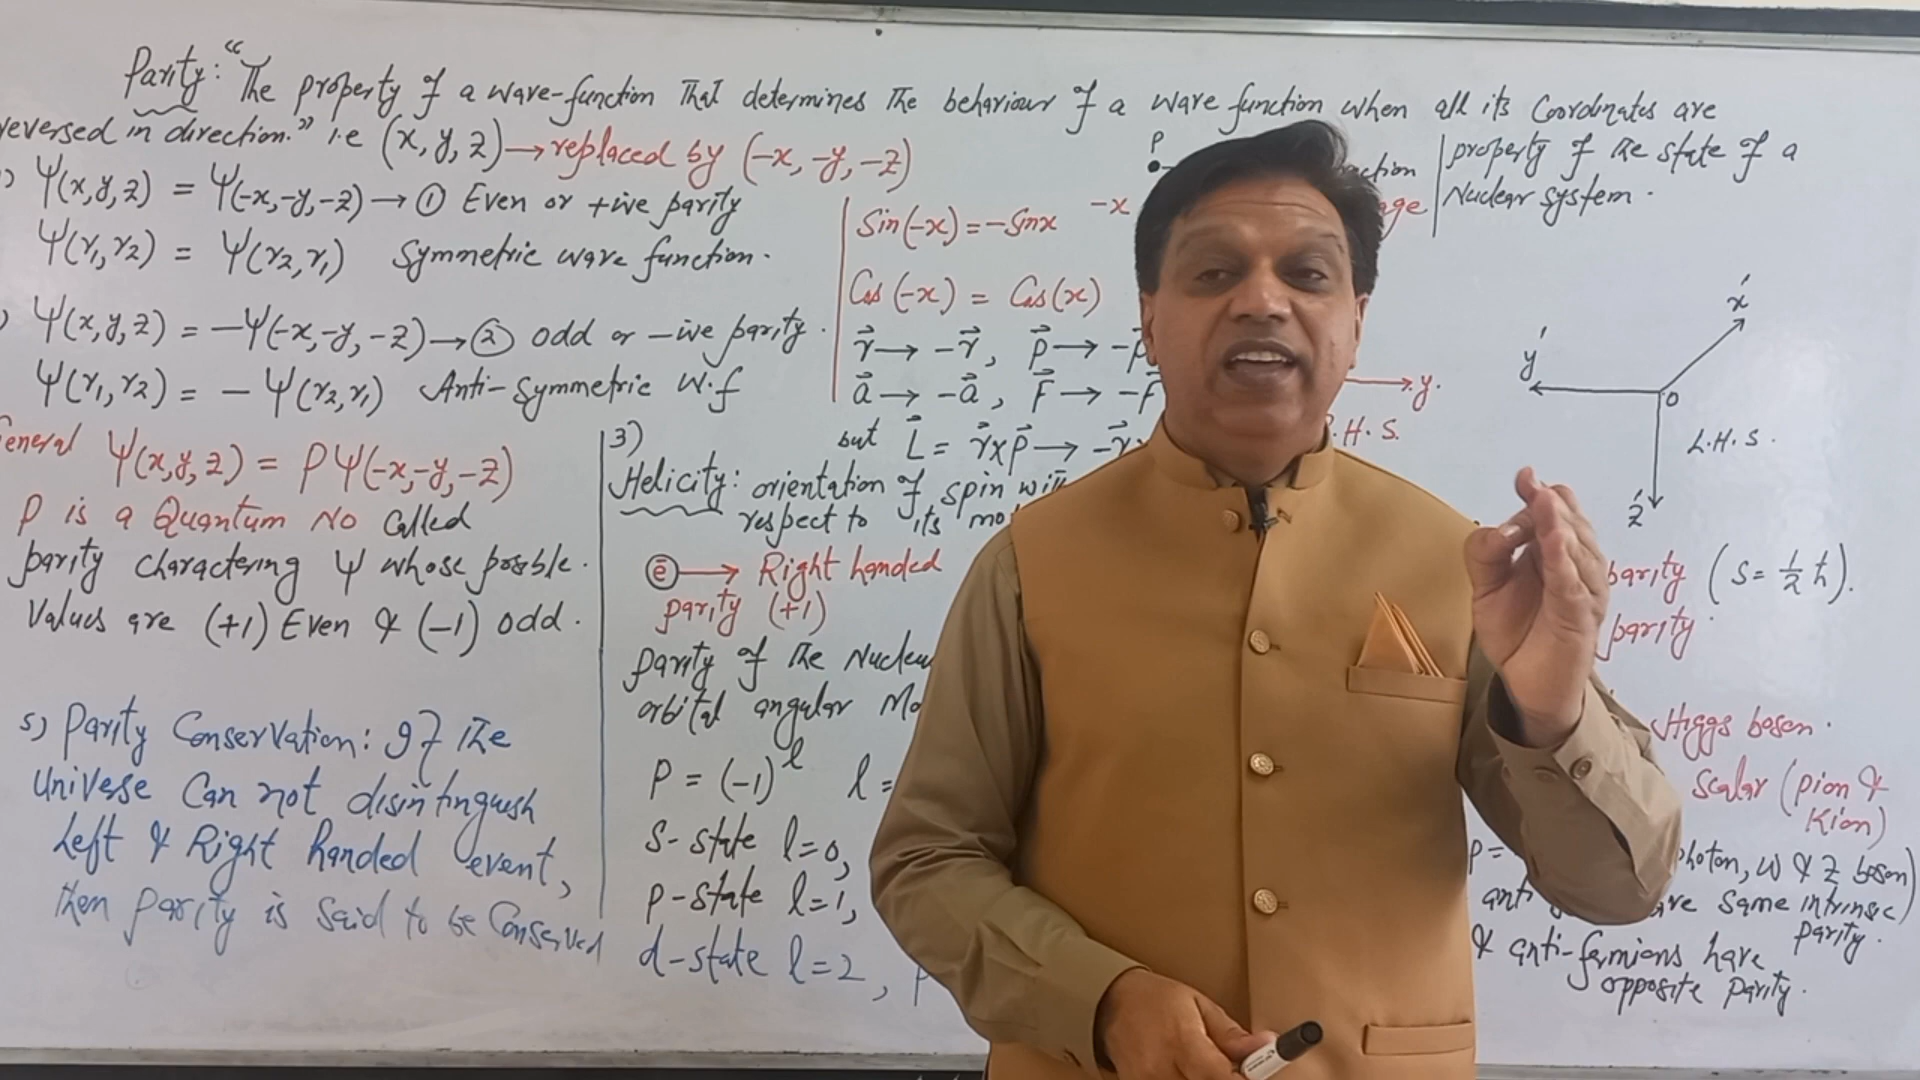 Parity: "The property of a wave-function That determines The behaviour of a wave function when all its Coordinates are
reversed in direction." i.e (x, y, z) → replaced by (-x, -y, -z)
ψ(x,y,z) = ψ(-x,-y,-z) → ① Even or +ive parity
ψ(r₁,r₂) = ψ(r₂,r₁) Symmetric wave function.
ψ(x,y,z) = -ψ(-x,-y,-z) → ② odd or -ive parity.
ψ(r₁,r₂) = - ψ(r₂,r₁) Anti-Symmetric W.f
General ψ(x,y,z) = Pψ(-x,-y,-z)
P is a Quantum No Called
parity charactering ψ whose posble.
Values are (+1) Even & (-1) odd.
5) Parity Conservation: If The
Universe Can not disintinguish
Left & Right handed event,
then parity is said to be Conserved
Sin(-x) = -Sinx
Cos(-x) = Cos(x)
r⃗ → -r⃗, p⃗ →
a⃗ → -a⃗, F⃗ → -F
but L⃗ = r⃗×p⃗ →
3)
Helicity: orientation of spin
respect to its
ē → Right handed
parity (+1)
Parity of The
orbital angular
P = (-1)ˡ l =
S-state l=0,
P-state l=1,
d-state l=2,
P
-x
property of The state of a
Nuclear system.
y.
x′
y′
o
z′
L.H.S.
parity (S = ½ ħ).
parity
Higgs boson.
Scalar (pion &
Kion)
P =
photon, W & Z boson)
anti
Same intrinsic
parity.
& anti-fermions have
opposite parity.